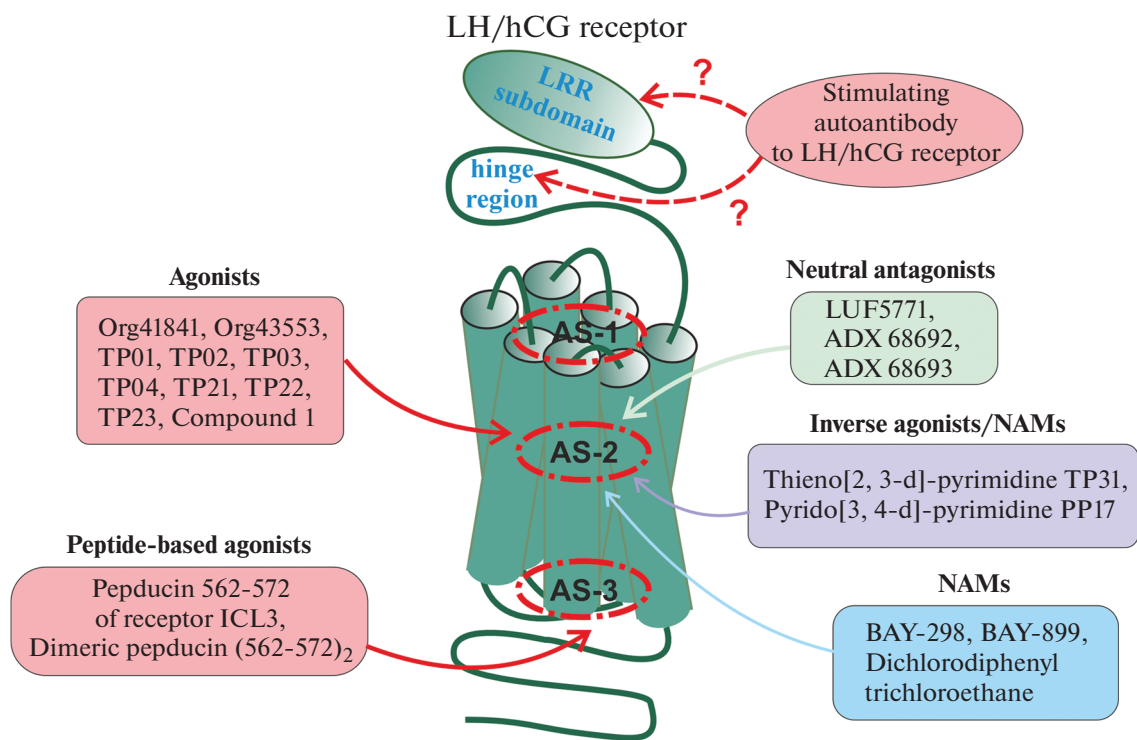 LH/hCG receptor
LRR
subdomain
?
Stimulating
autoantibody
to LH/hCG receptor
hinge
region
?
Agonists
Org41841, Org43553,
TP01, TP02, TP03,
TP04, TP21, TP22,
TP23, Compound 1
Neutral antagonists
LUF5771,
ADX 68692,
ADX 68693
AS-1
AS-2
AS-3
Inverse agonists/NAMs
Thieno[2, 3-d]-pyrimidine TP31,
Pyrido[3, 4-d]-pyrimidine PP17
Peptide-based agonists
Pepducin 562-572
of receptor ICL3,
Dimeric pepducin (562-572)₂
NAMs
BAY-298, BAY-899,
Dichlorodiphenyl
trichloroethane